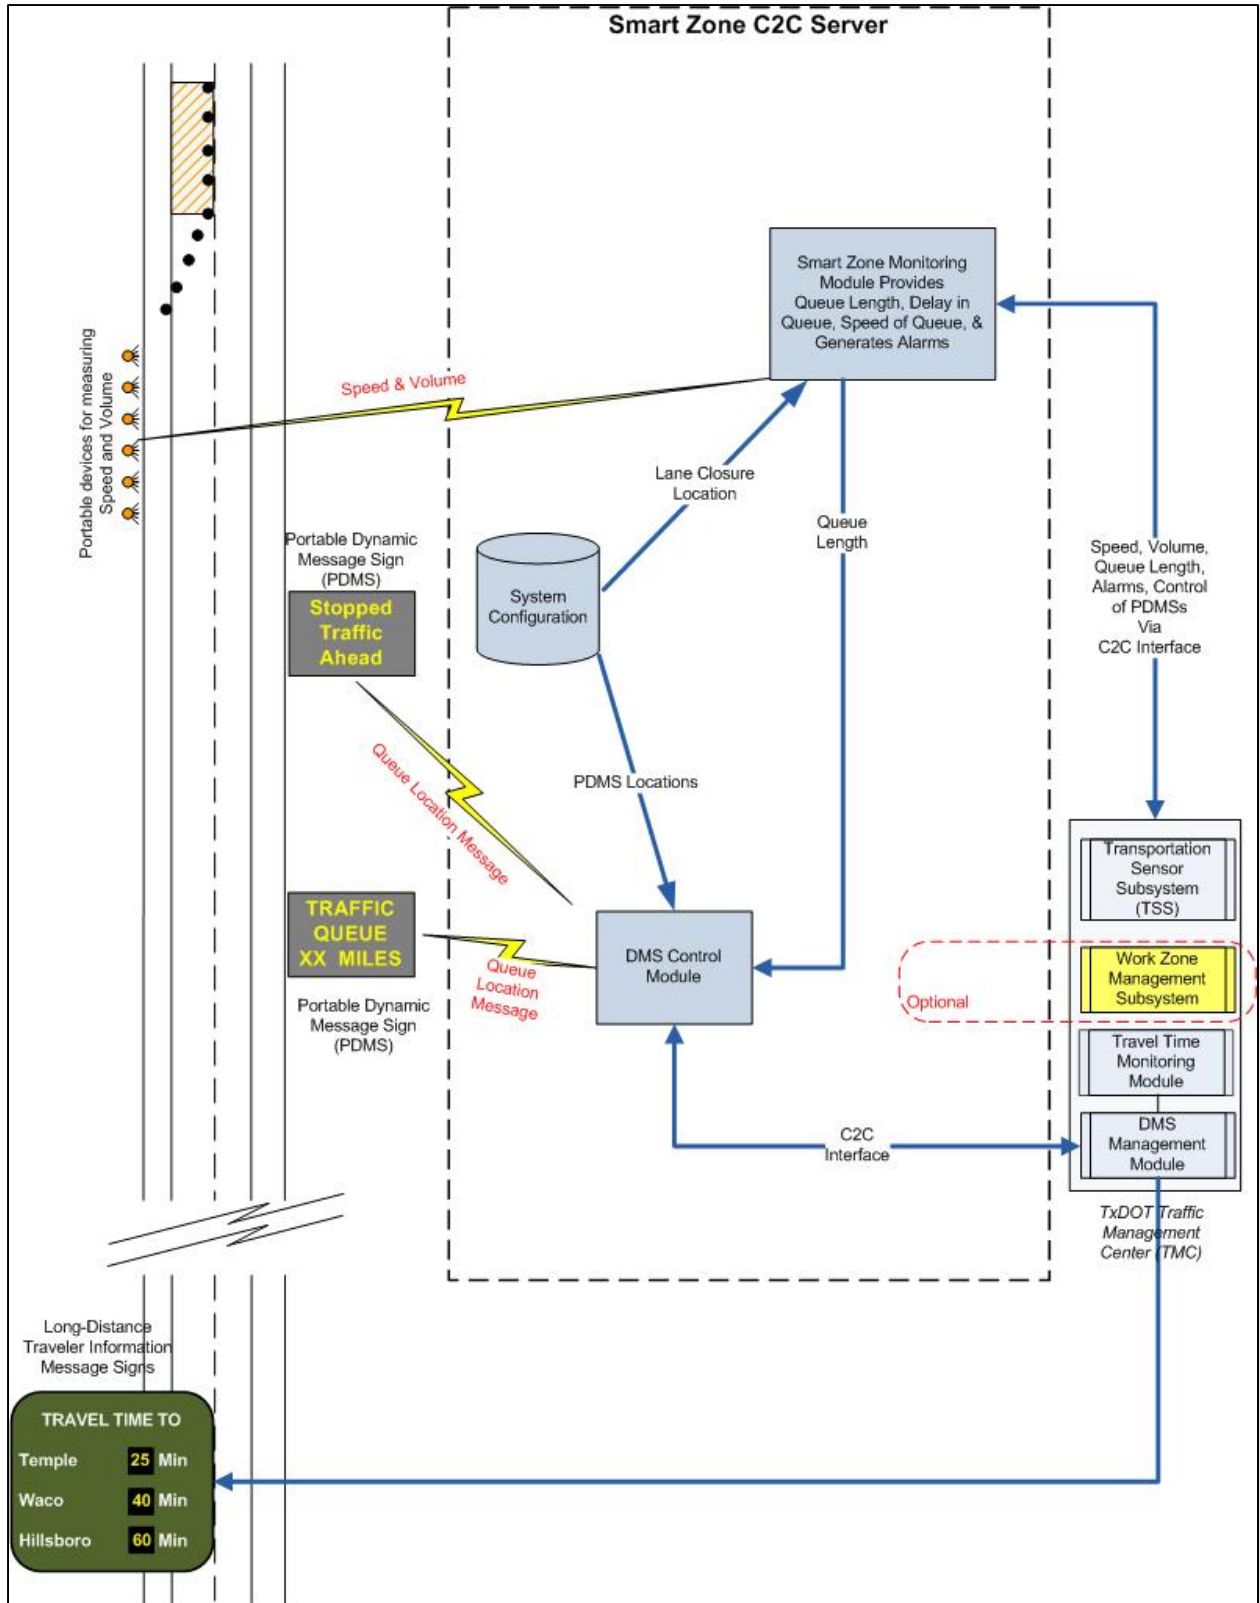 Smart Zone C2C Server
Smart Zone Monitoring
Module Provides
Queue Length, Delay in
Queue, Speed of Queue, &
Generates Alarms
Speed & Volume
Portable devices for measuring
Speed and Volume
Lane Closure
Location
Queue
Length
Speed, Volume,
Queue Length,
Alarms, Control
of PDMSs
Via
C2C Interface
Portable Dynamic
Message Sign
(PDMS)
Stopped
Traffic
Ahead
System
Configuration
Queue Location Message
PDMS Locations
TRAFFIC
QUEUE
XX MILES
Portable Dynamic
Message Sign
(PDMS)
Queue
Location
Message
DMS Control
Module
Transportation
Sensor
Subsystem
(TSS)
Work Zone
Management
Subsystem
Optional
Travel Time
Monitoring
Module
DMS
Management
Module
C2C
Interface
TxDOT Traffic
Management
Center (TMC)
Long-Distance
Traveler Information
Message Signs
TRAVEL TIME TO
Temple 25 Min
Waco 40 Min
Hillsboro 60 Min